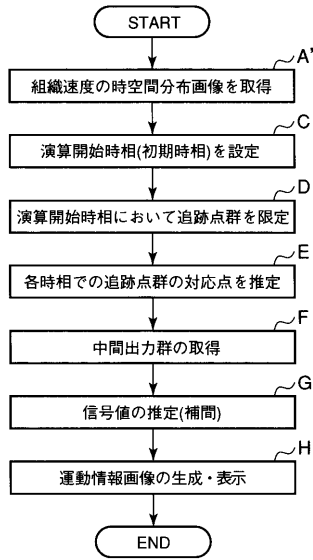 START
A'
組織速度の時空間分布画像を取得
C
演算開始時相(初期時相)を設定
D
演算開始時相において追跡点群を限定
E
各時相での追跡点群の対応点を推定
F
中間出力群の取得
G
信号値の推定(補間)
H
運動情報画像の生成・表示
END